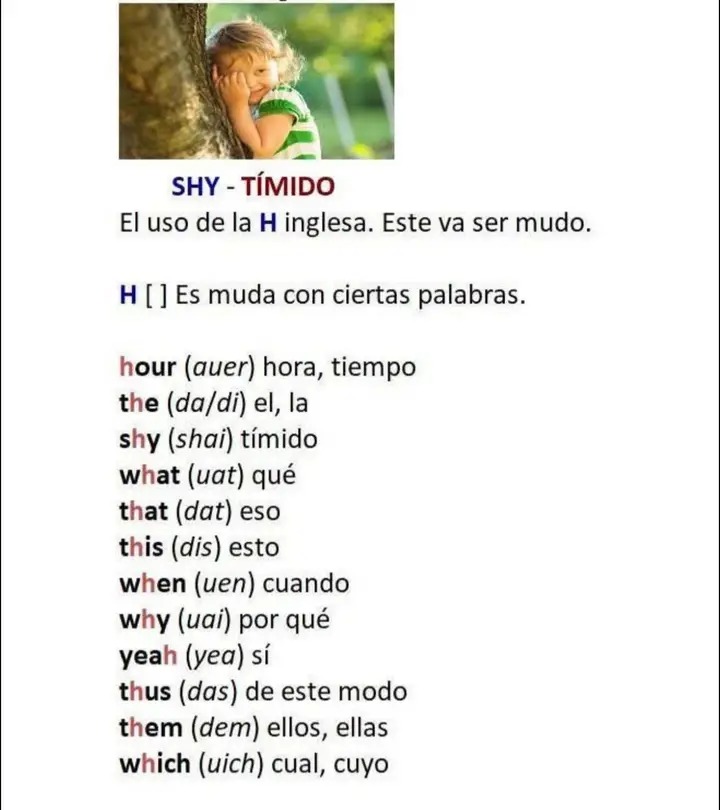 SHY - TÍMIDO
El uso de la H inglesa. Este va ser mudo.
H [ ] Es muda con ciertas palabras.
hour (auer) hora, tiempo
the (da/di) el, la
shy (shai) tímido
what (uat) qué
that (dat) eso
this (dis) esto
when (uen) cuando
why (uai) por qué
yeah (yea) sí
thus (das) de este modo
them (dem) ellos, ellas
which (uich) cual, cuyo